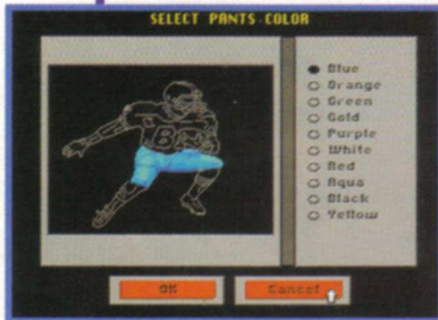 SELECT PANTS COLOR
Blue
Orange
Green
Gold
Purple
White
Red
Aqua
Black
Yellow
OK
Cancel